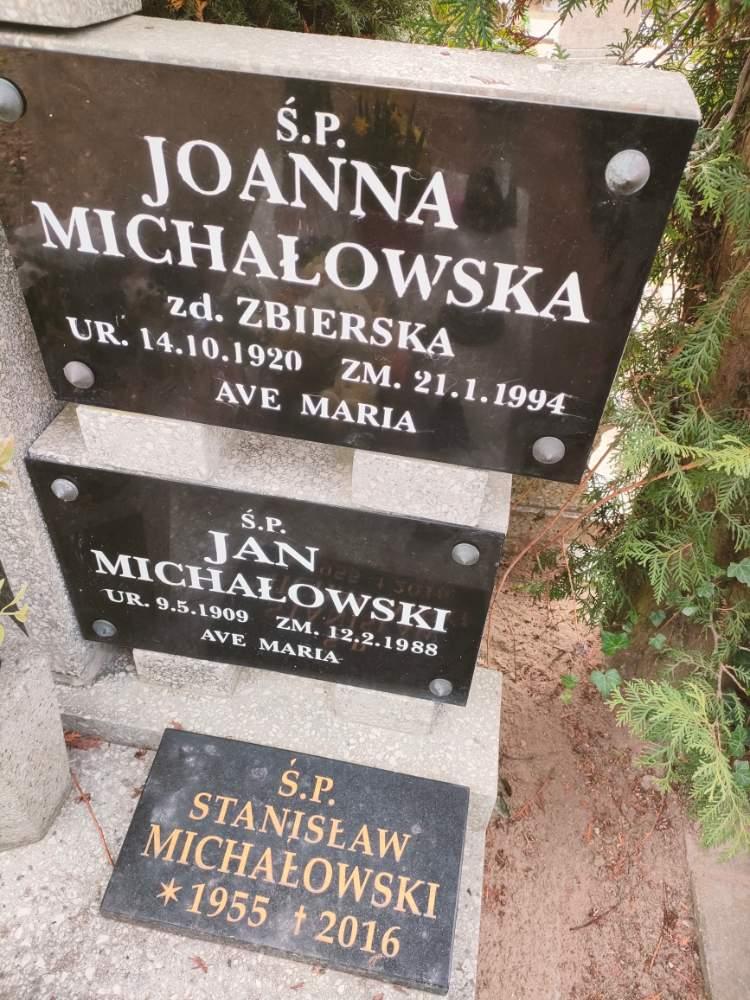 Ś.P.
JOANNA
MICHAŁOWSKA
zd. ZBIERSKA
UR. 14.10.1920 ZM. 21.1.1994
AVE MARIA
Ś.P.
JAN
MICHAŁOWSKI
UR. 9.5.1909 ZM. 12.2.1988
AVE MARIA
Ś.P.
STANISŁAW
MICHAŁOWSKI
* 1955 † 2016